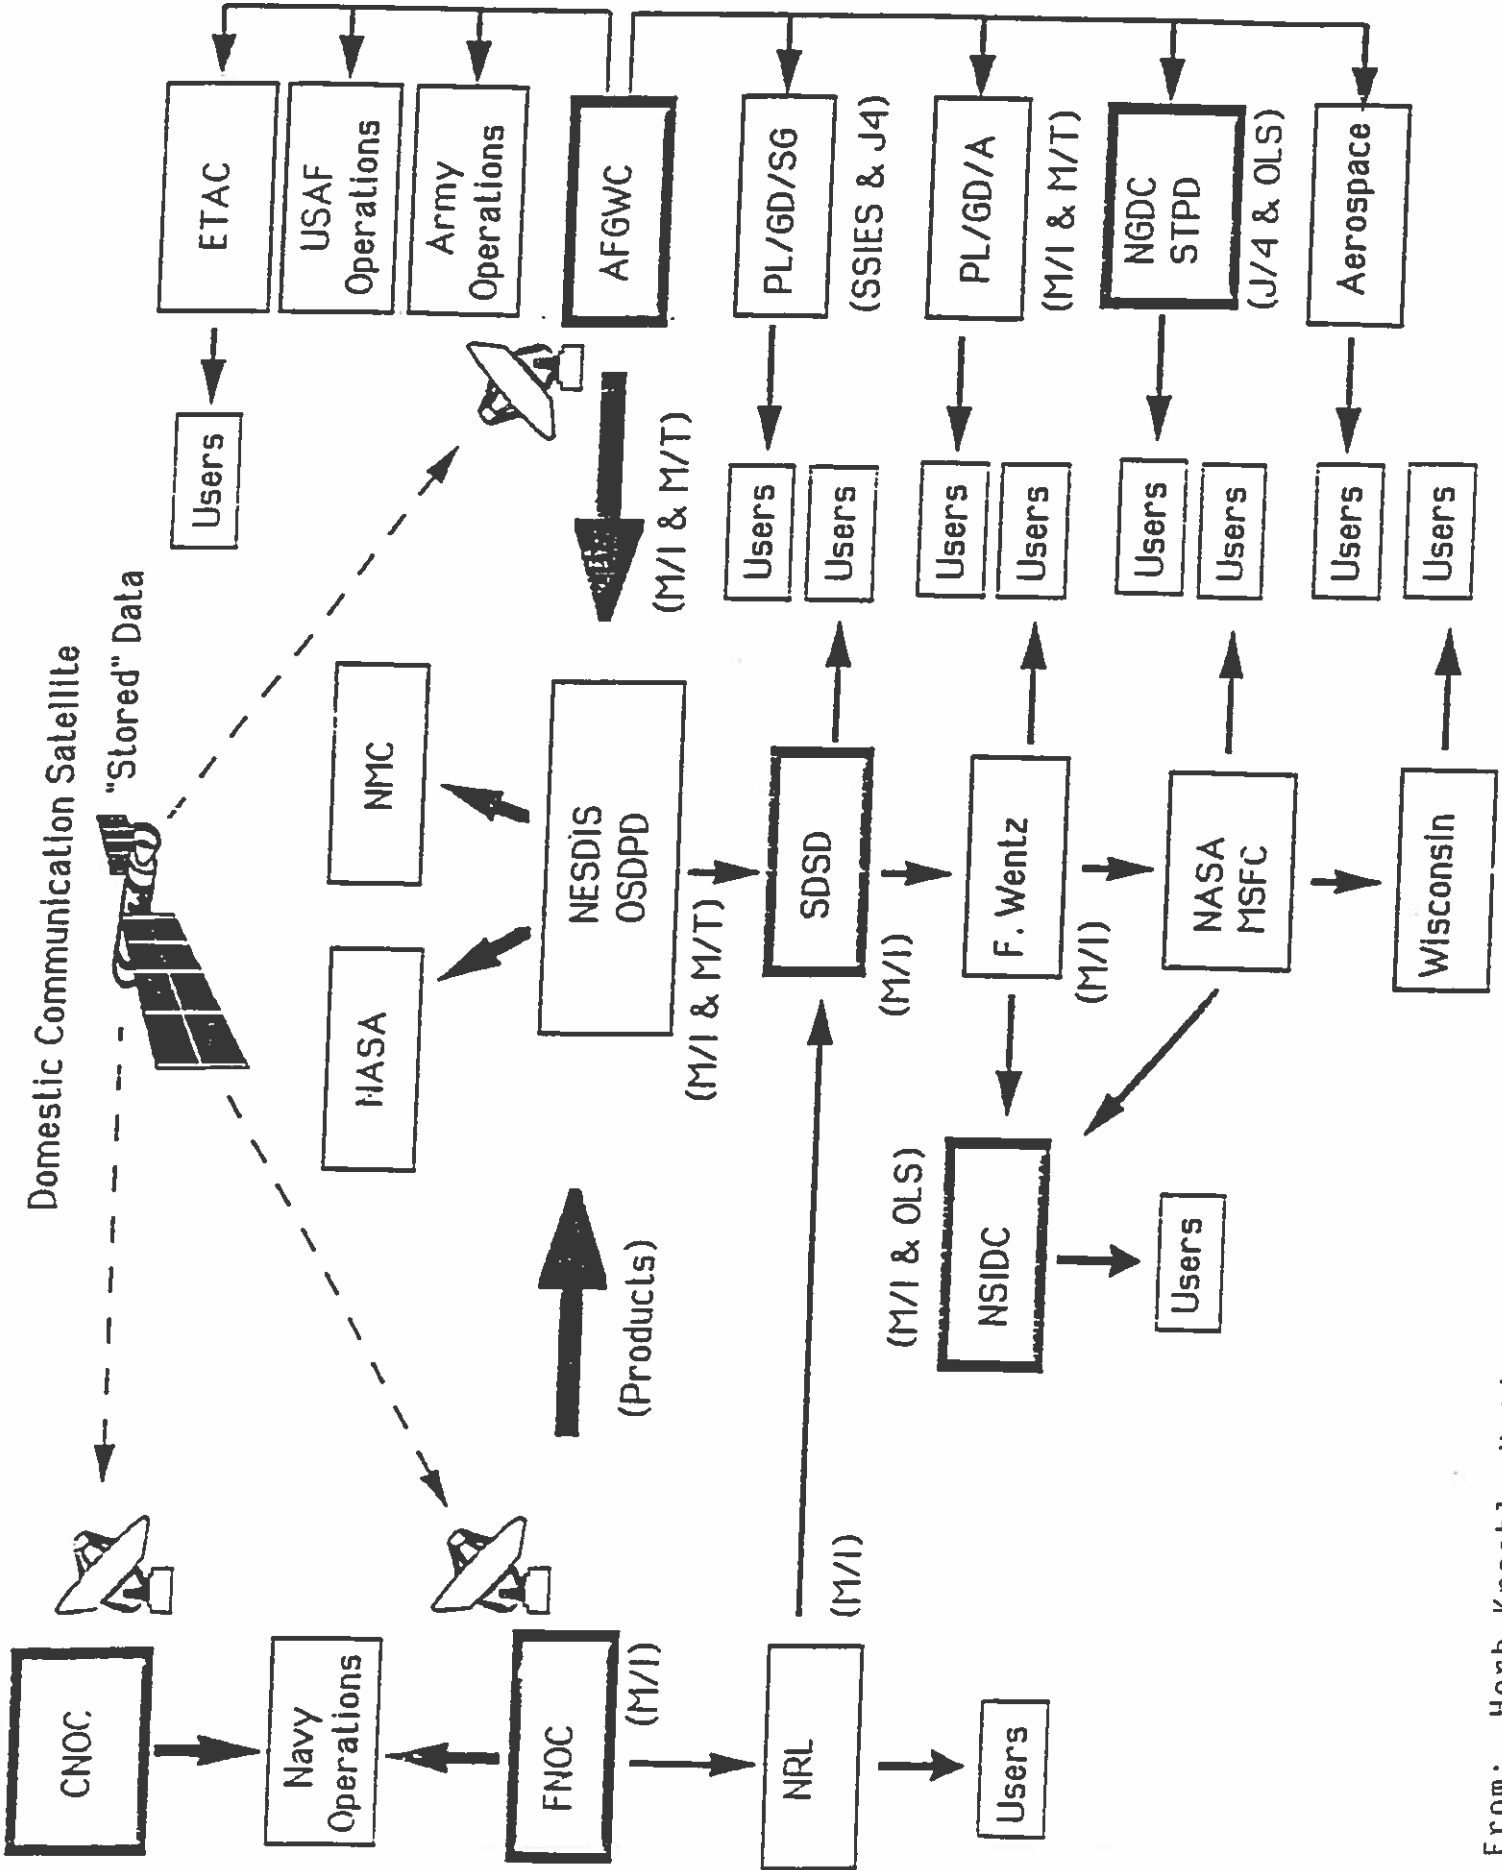 Domestic Communication Satellite
"Stored" Data
CNOC
Navy
Operations
FNOC
(M/I)
NRL
(M/I)
Users
(Products)
NASA
NMC
NESDIS
OSDPD
(M/I & M/T)
SDSD
(M/I)
F. Wentz
(M/I)
NASA
MSFC
Wisconsin
(M/I & OLS)
NSIDC
Users
Users
ETAC
USAF
Operations
Army
Operations
AFGWC
(M/I & M/T)
PL/GD/SG
(SSIES & J4)
Users
Users
PL/GD/A
(M/I & M/T)
Users
Users
NGDC
STPD
(J/4 & OLS)
Users
Users
Aerospace
Users
Users
From: Herb